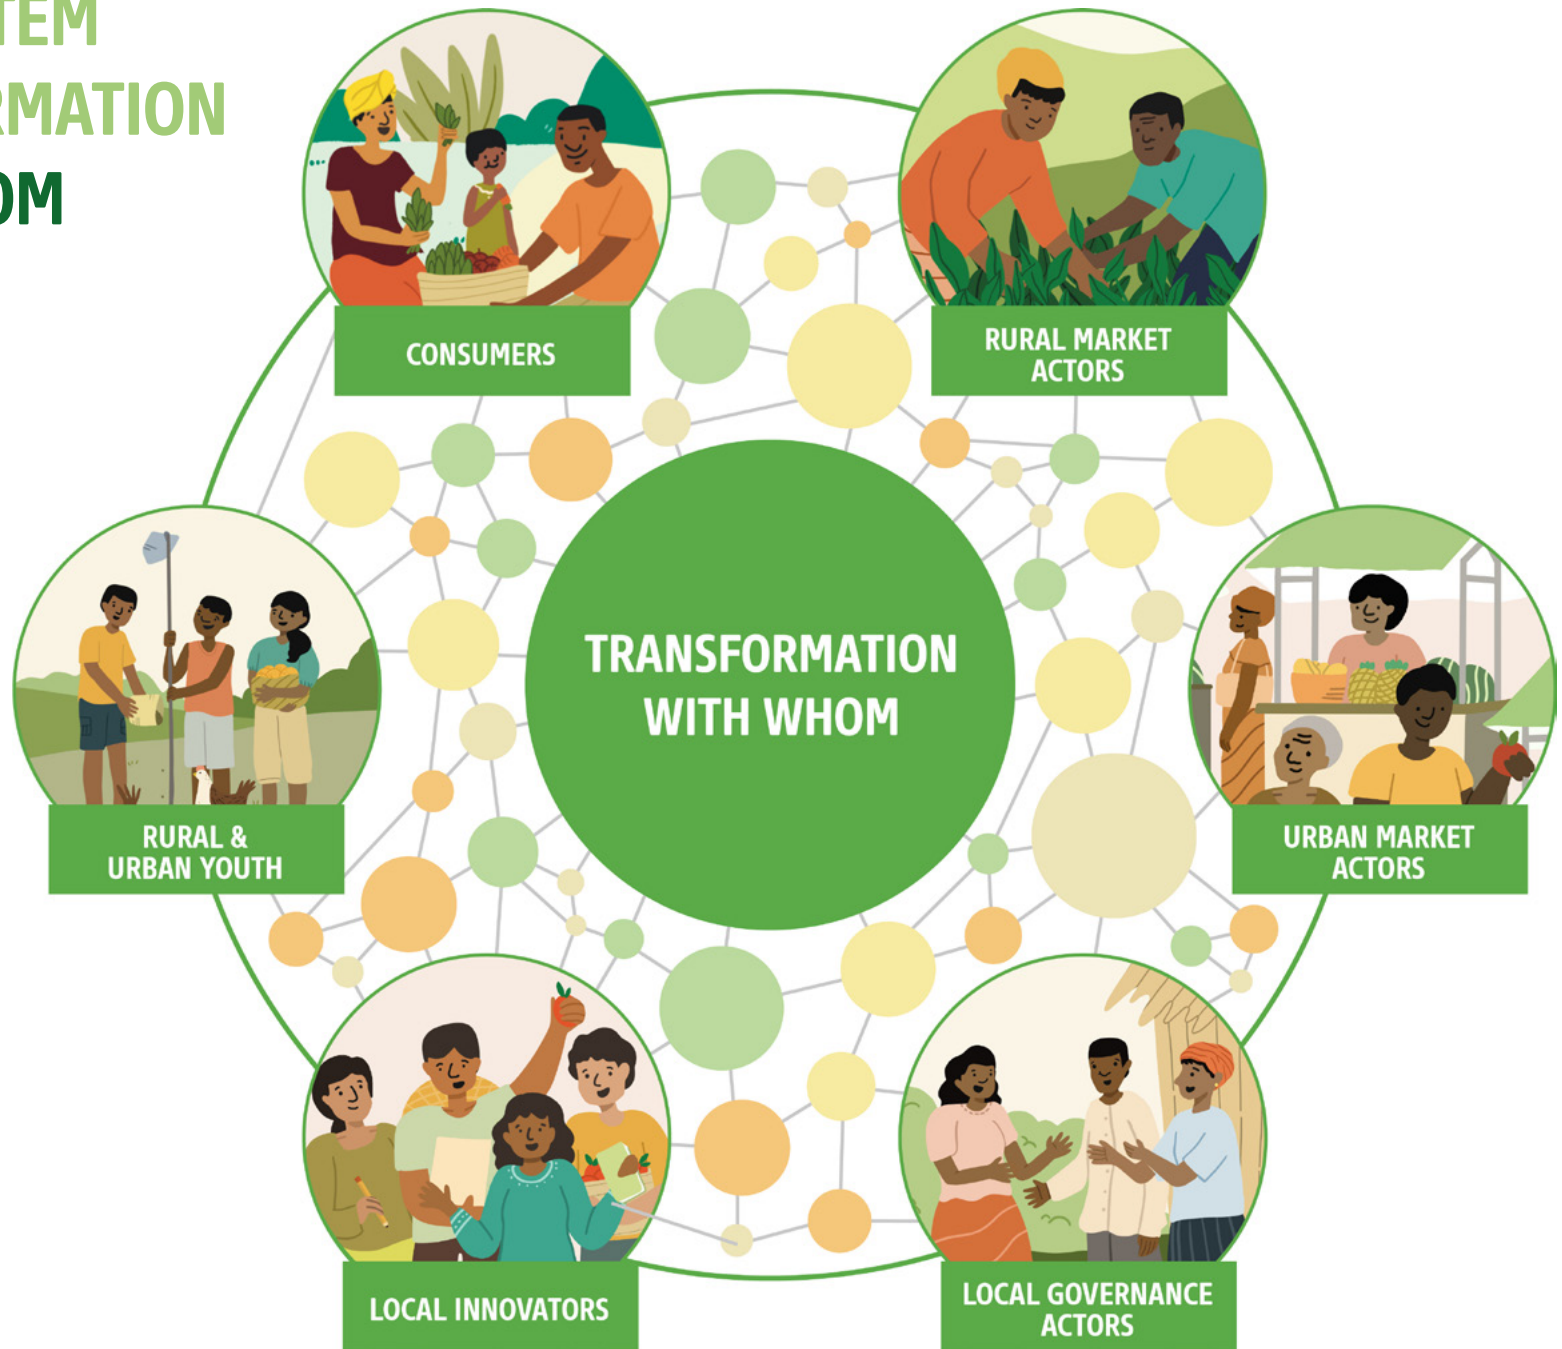 TEM
RMATION
OM
CONSUMERS
RURAL MARKET
ACTORS
TRANSFORMATION
WITH WHOM
RURAL &
URBAN YOUTH
URBAN MARKET
ACTORS
LOCAL INNOVATORS
LOCAL GOVERNANCE
ACTORS